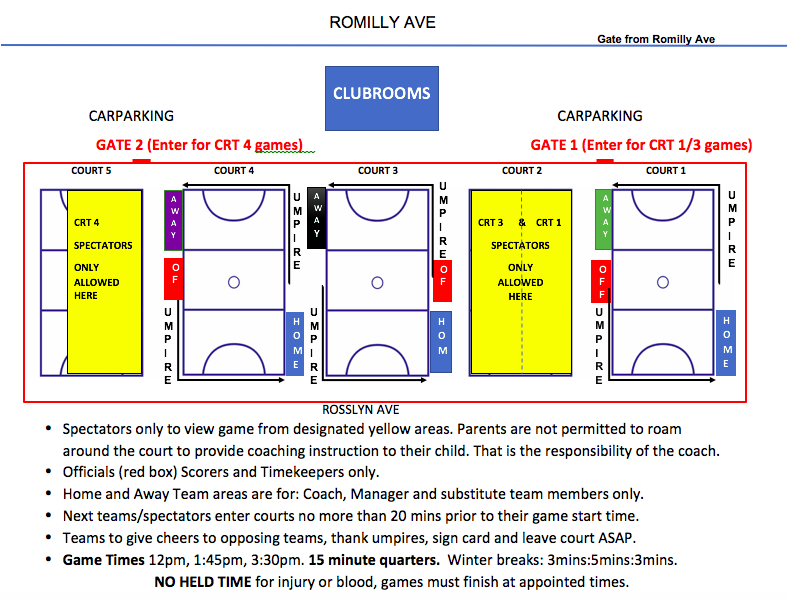 ROMILLY AVE
Gate from Romilly Ave
CLUBROOMS
CARPARKING
CARPARKING
GATE 2 (Enter for CRT 4 games)
GATE 1 (Enter for CRT 1/3 games)
COURT 5
COURT 4
COURT 3
COURT 2
COURT 1
CRT 4
SPECTATORS
ONLY
ALLOWED
HERE
AWAY
OF
UMPIRE
UMPIRE
HOME
AWAY
UMPIRE
UMPIRE
OF
HOM
CRT 3 & CRT 1
SPECTATORS
ONLY
ALLOWED
HERE
AWAY
OFF
UMPIRE
UMPIRE
HOME
ROSSLYN AVE
• Spectators only to view game from designated yellow areas. Parents are not permitted to roam
around the court to provide coaching instruction to their child. That is the responsibility of the coach.
• Officials (red box) Scorers and Timekeepers only.
• Home and Away Team areas are for: Coach, Manager and substitute team members only.
• Next teams/spectators enter courts no more than 20 mins prior to their game start time.
• Teams to give cheers to opposing teams, thank umpires, sign card and leave court ASAP.
• Game Times 12pm, 1:45pm, 3:30pm. 15 minute quarters. Winter breaks: 3mins:5mins:3mins.
NO HELD TIME for injury or blood, games must finish at appointed times.